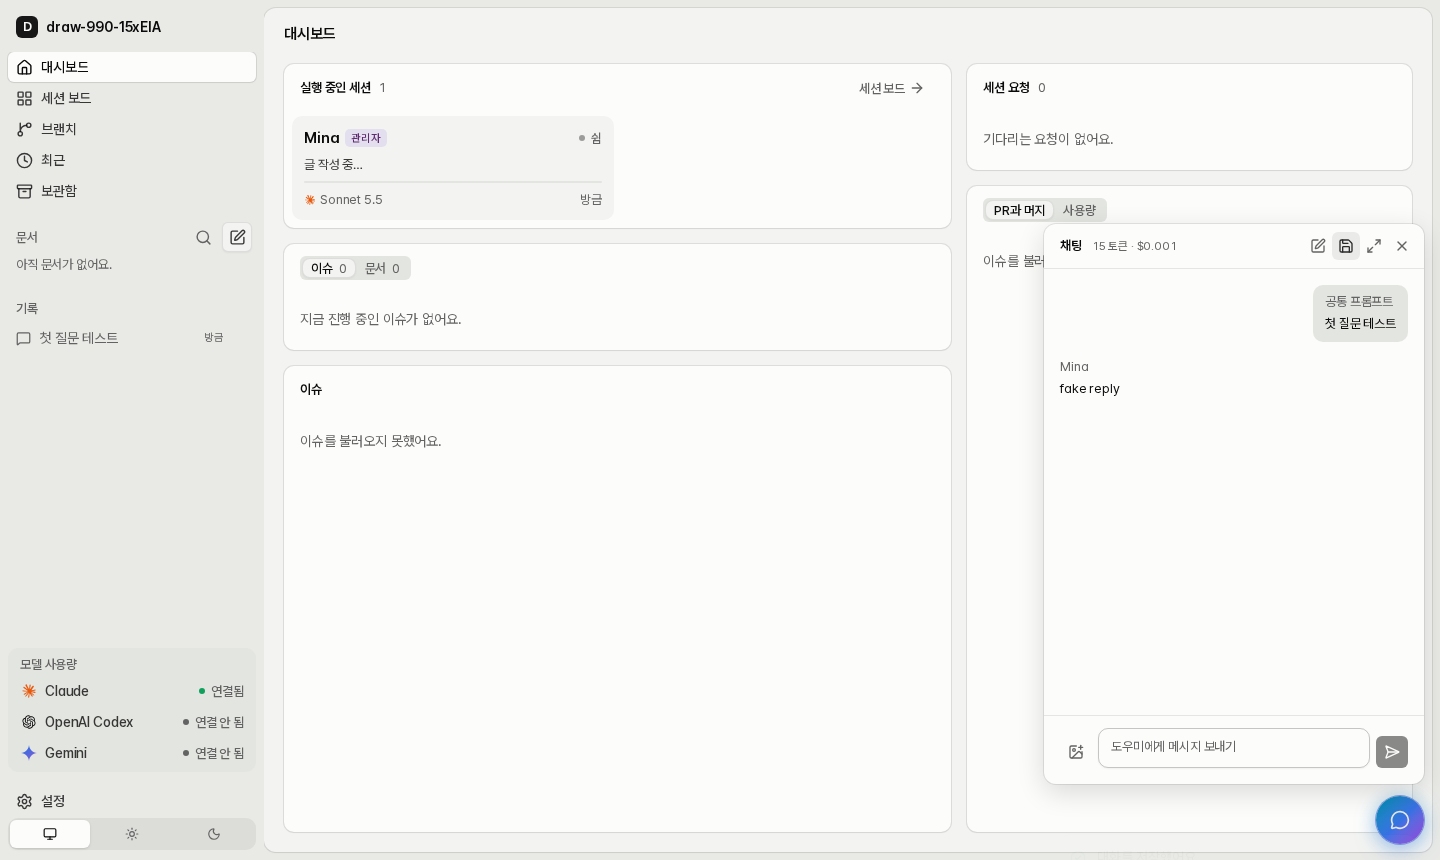 D draw-990-15xEIA
대시보드
세션 보드
브랜치
최근
보관함
문서
아직 문서가 없어요.
기록
첫 질문 테스트 방금
모델 사용량
Claude 연결됨
OpenAI Codex 연결 안 됨
Gemini 연결 안 됨
설정
대시보드
실행 중인 세션 1 세션 보드
Mina 관리자 쉼
글 작성 중…
Sonnet 5.5 방금
이슈 0 문서 0
지금 진행 중인 이슈가 없어요.
이슈
이슈를 불러오지 못했어요.
세션 요청 0
기다리는 요청이 없어요.
PR과 머지 사용량
이슈를 불러
채팅 15 토큰 · $0.001
공통 프롬프트
첫 질문 테스트
Mina
fake reply
도우미에게 메시지 보내기